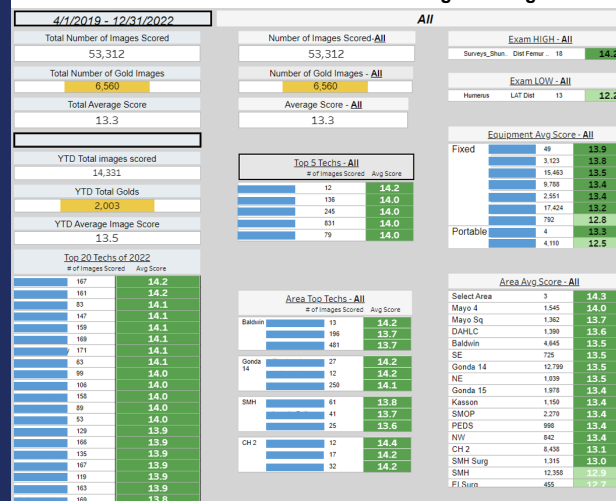 4/1/2019 - 12/31/2022
All
Total Number of Images Scored
53,312
Total Number of Gold Images
6,560
Total Average Score
13.3
YTD Total images scored
14,331
YTD Total Golds
2,003
YTD Average Image Score
13.5
Top 20 Techs of 2022
# of Images Scored Avg Score
167 14.2
161 14.2
83 14.1
147 14.1
159 14.1
169 14.1
171 14.1
63 14.1
99 14.0
106 14.0
158 14.0
89 14.0
53 14.0
129 13.9
166 13.9
135 13.9
167 13.9
119 13.9
163 13.9
169 13.8
Total Number of Images Scored-All
53,312
Number of Gold Images - All
6,560
Average Score - All
13.3
Top 5 Techs - All
# of Images Scored Avg Score
12 14.2
136 14.0
245 14.0
831 14.0
79 14.0
Area Top Techs - All
# of Images Scored Avg Score
Baldwin 13 14.2
196 13.7
481 13.7
Gonda 14 27 14.2
12 14.2
250 14.1
SMH 61 13.8
41 13.7
25 13.6
CH 2 12 14.4
17 14.2
32 14.2
Exam HIGH - All
Surveys_Shun.. Dist Femur .. 18 14.2
Exam LOW - All
Humerus LAT Dist 13 12.2
Equipment Avg Score - All
Fixed 49 13.9
3,123 13.8
15,463 13.5
9,788 13.4
2,551 13.4
17,424 13.2
792 12.8
Portable 4 13.3
4,110 12.5
Area Avg Score - All
Select Area 3 14.3
Mayo 4 1,545 14.0
Mayo Sq 1,362 13.7
DAHLC 1,390 13.6
Baldwin 4,645 13.5
SE 725 13.5
Gonda 14 12,799 13.5
NE 1,039 13.5
Gonda 15 1,978 13.4
Kasson 1,150 13.4
SMOP 2,270 13.4
PEDS 998 13.4
NW 842 13.4
CH 2 8,438 13.1
SMH Surg 1,315 13.0
SMH 12,358 12.9
EI Surg 455 12.7